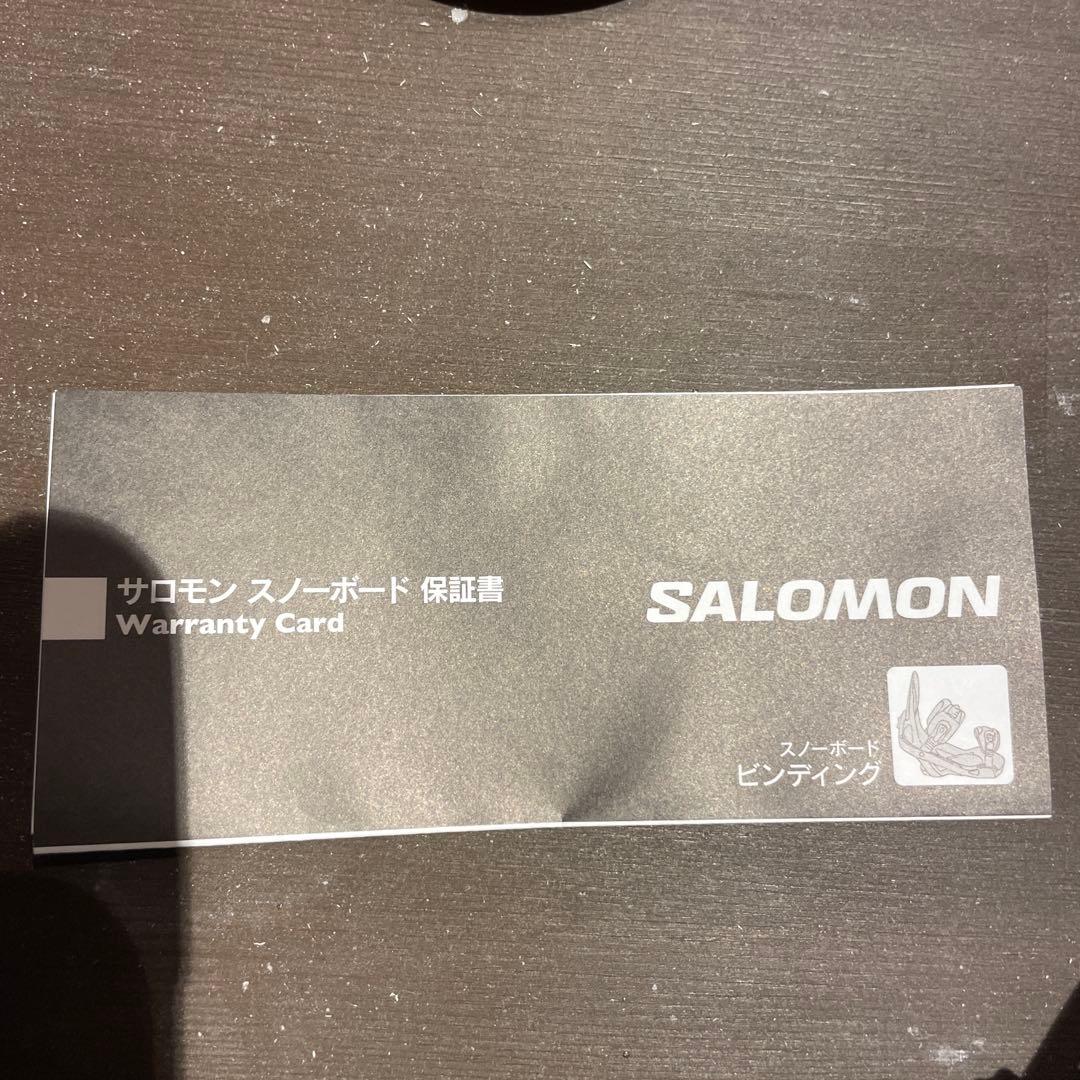 サロモン スノーボード 保証書
Warranty Card
SALOMON
スノーボード
ビンディング